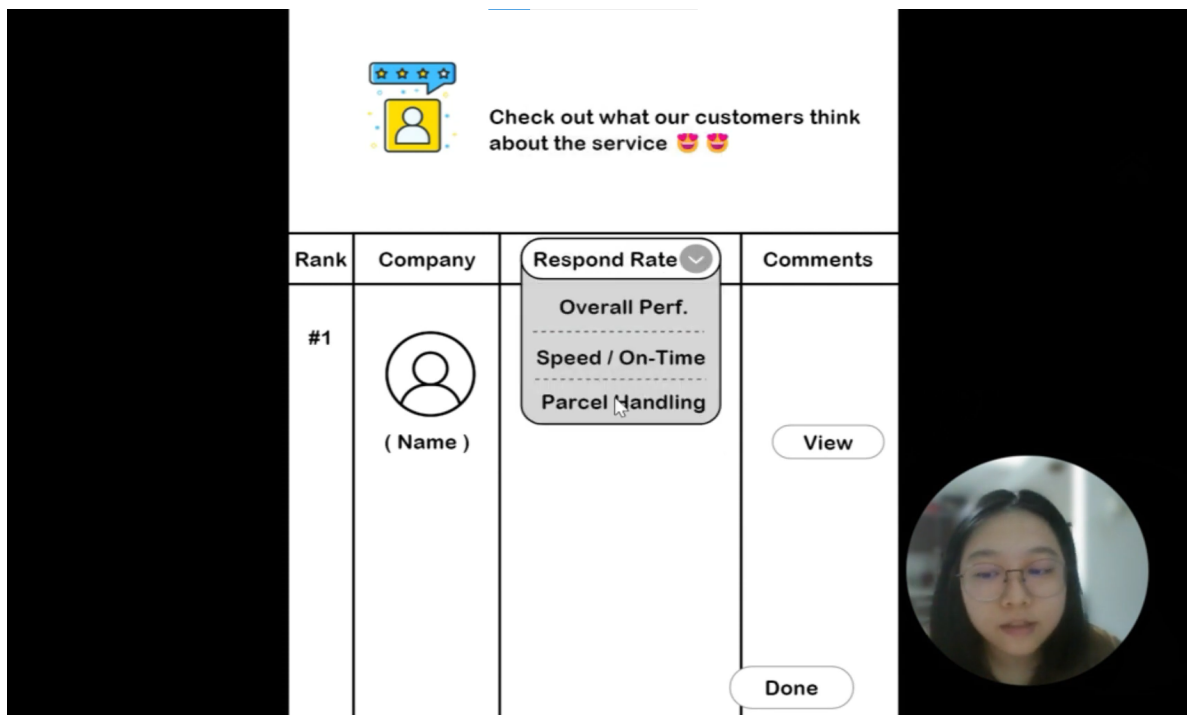 Check out what our customers think
about the service 😍 😍
Rank
Company
Respond Rate
Comments
Overall Perf.
Speed / On-Time
Parcel Handling
#1
( Name )
View
Done